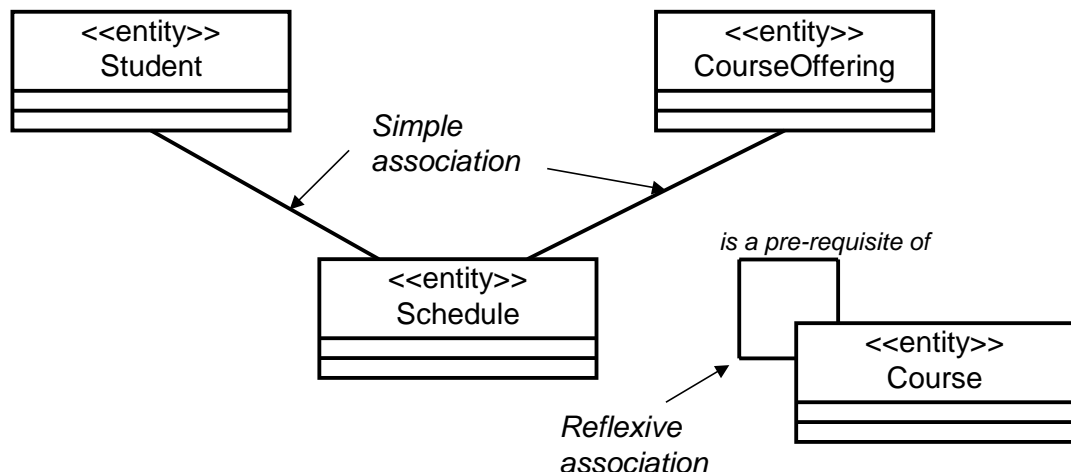 <<entity>>
Student
<<entity>>
CourseOffering
Simple
association
is a pre-requisite of
<<entity>>
Schedule
<<entity>>
Course
Reflexive
association